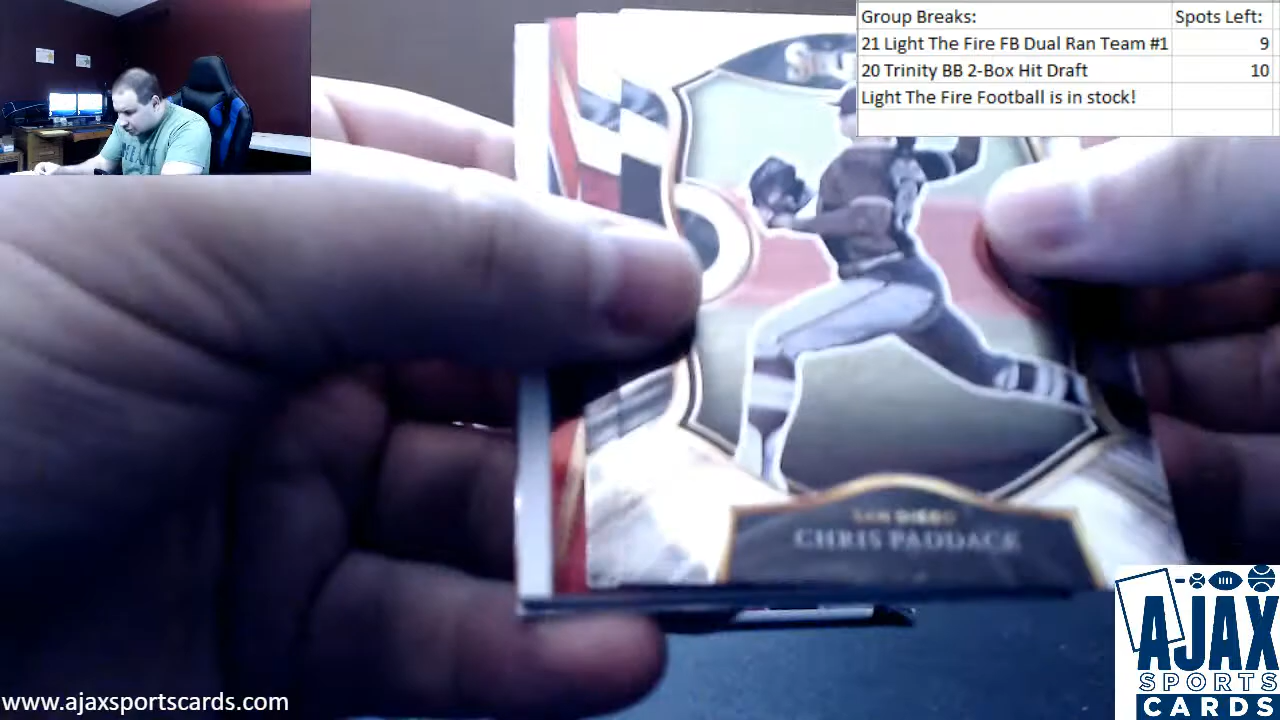 Group Breaks: Spots Left:
21 Light The Fire FB Dual Ran Team #1 9
20 Trinity BB 2-Box Hit Draft 10
Light The Fire Football is in stock!
SAN DIEGO
CHRIS PADDACK
AJAX
SPORTS
CARDS
www.ajaxsportscards.com